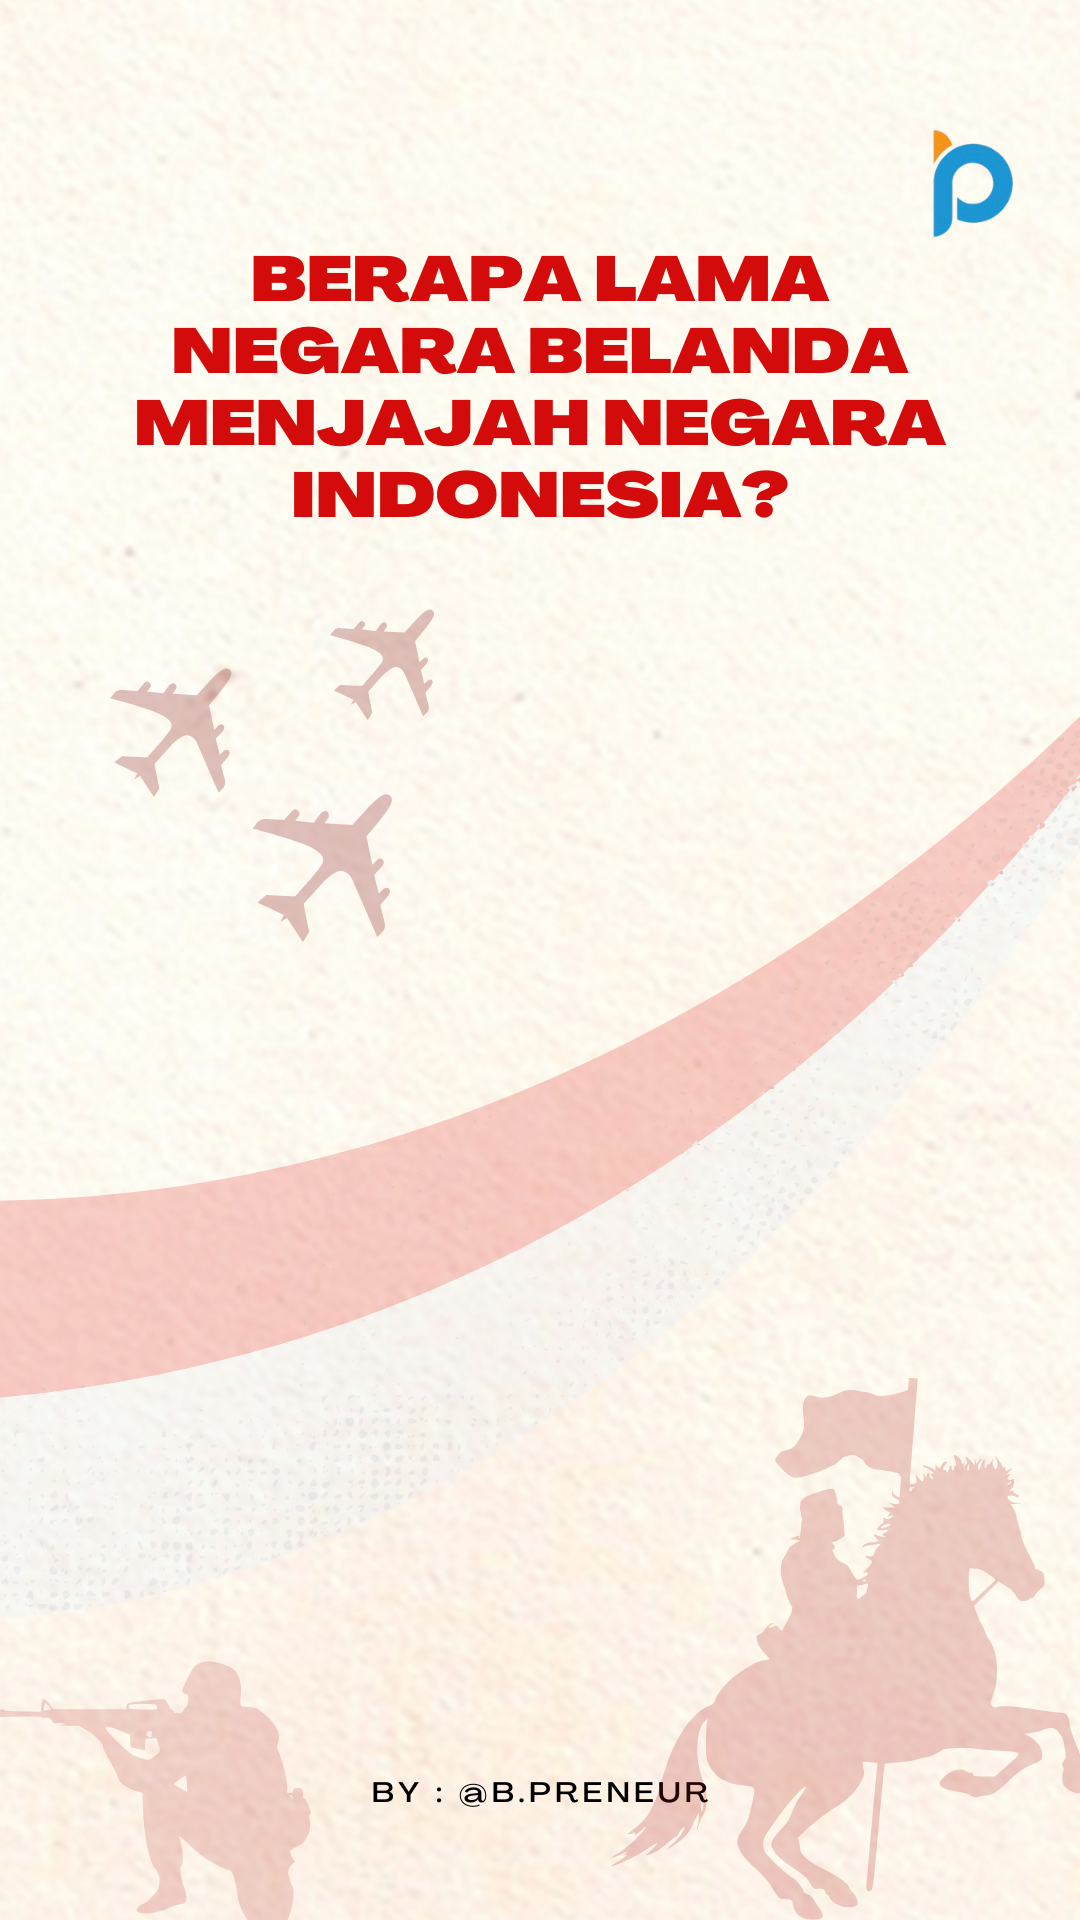 BERAPA LAMA
NEGARA BELANDA
MENJAJAH NEGARA
INDONESIA?
BY : @B.PRENEUR